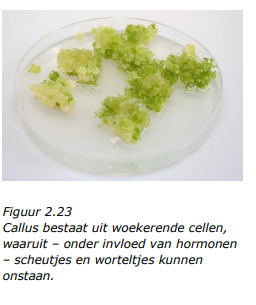 Figuur 2.23
Callus bestaat uit woekerende cellen,
waaruit – onder invloed van hormonen
– scheutjes en worteltjes kunnen
onstaan.